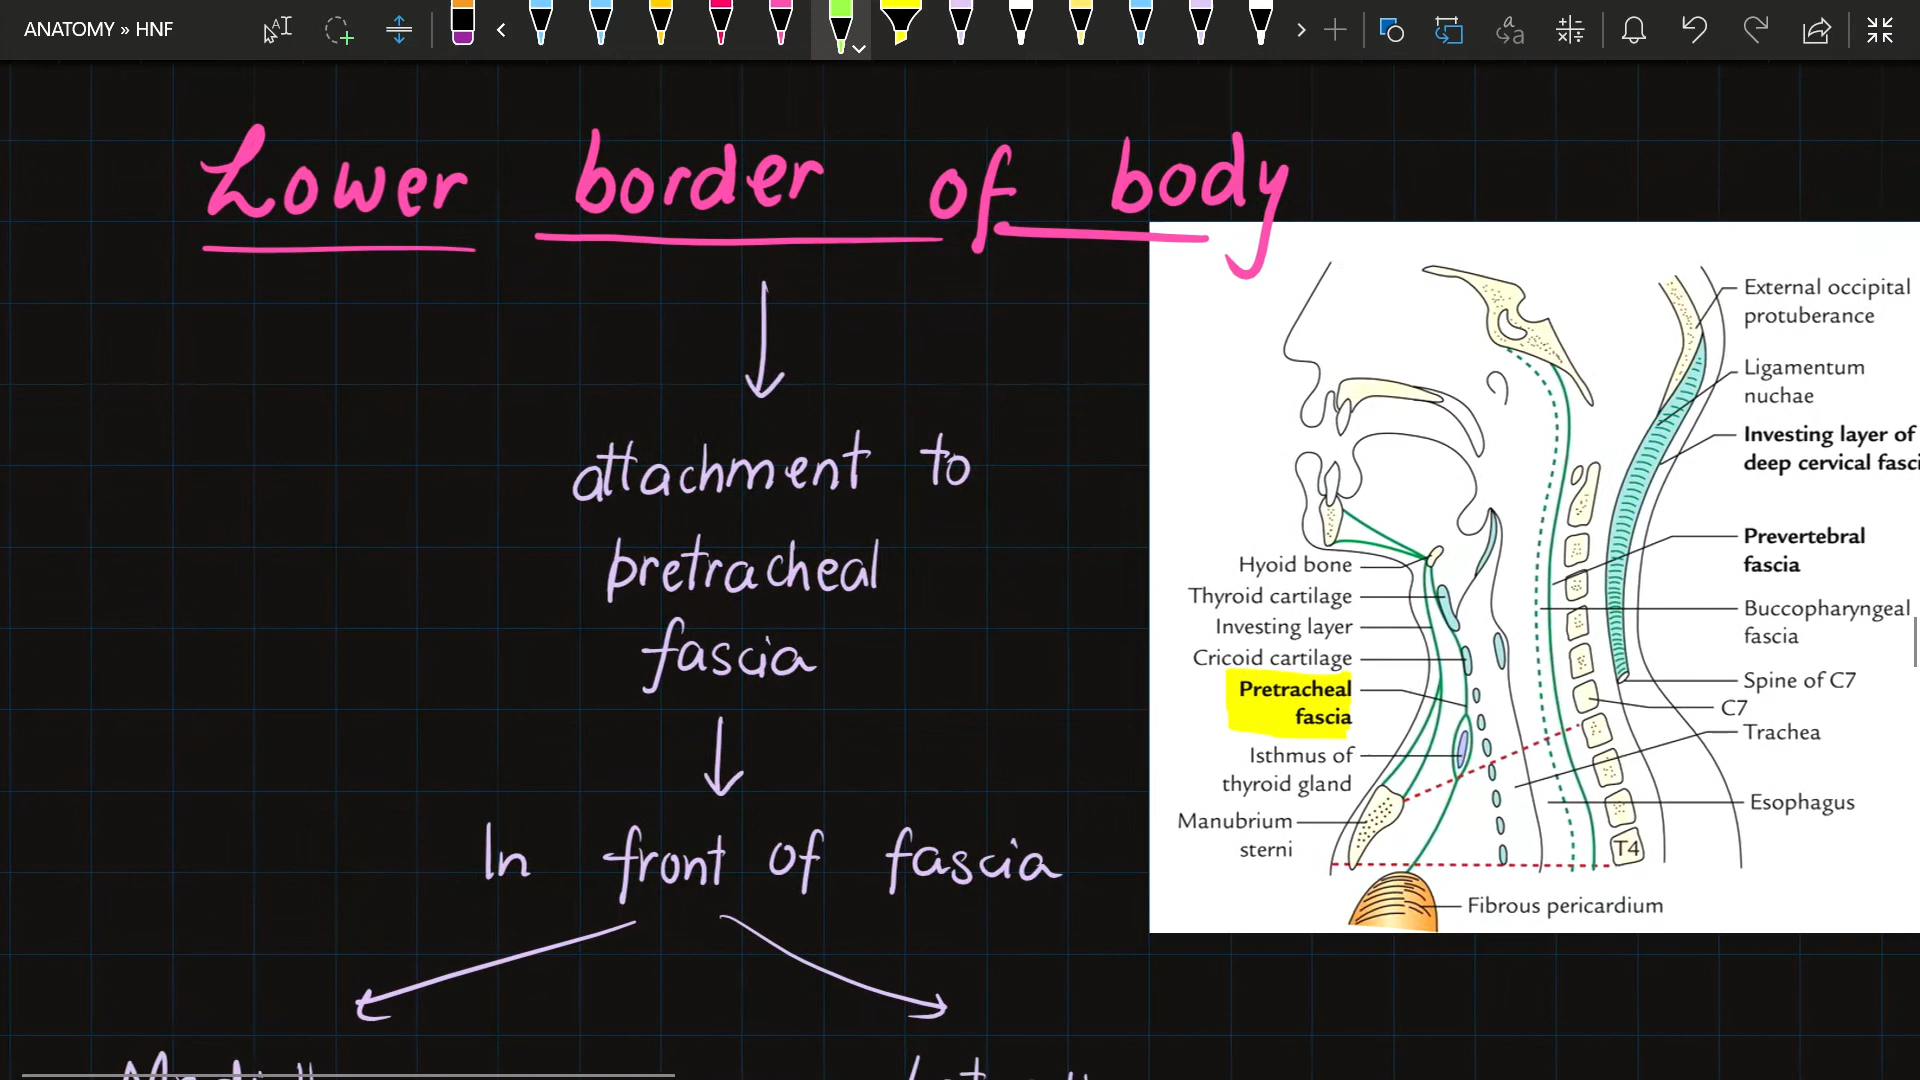 ANATOMY » HNF
Lower border of body
attachment to
pretracheal
fascia
In front of fascia
External occipital
protuberance
Ligamentum
nuchae
Investing layer of
deep cervical fasci
Prevertebral
fascia
Buccopharyngeal
fascia
Spine of C7
C7
Trachea
Esophagus
T4
Hyoid bone
Thyroid cartilage
Investing layer
Cricoid cartilage
Pretracheal
fascia
Isthmus of
thyroid gland
Manubrium
sterni
Fibrous pericardium